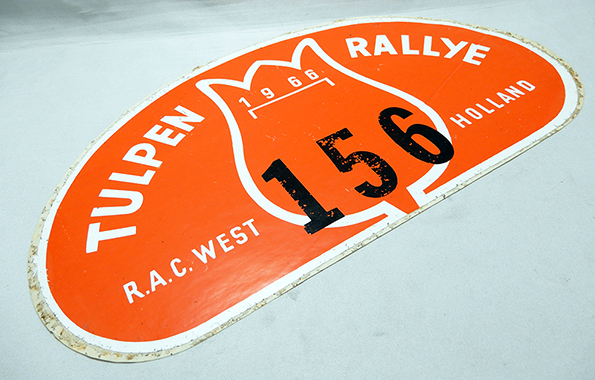 TULPEN RALLYE
1966
156
R.A.C. WEST HOLLAND